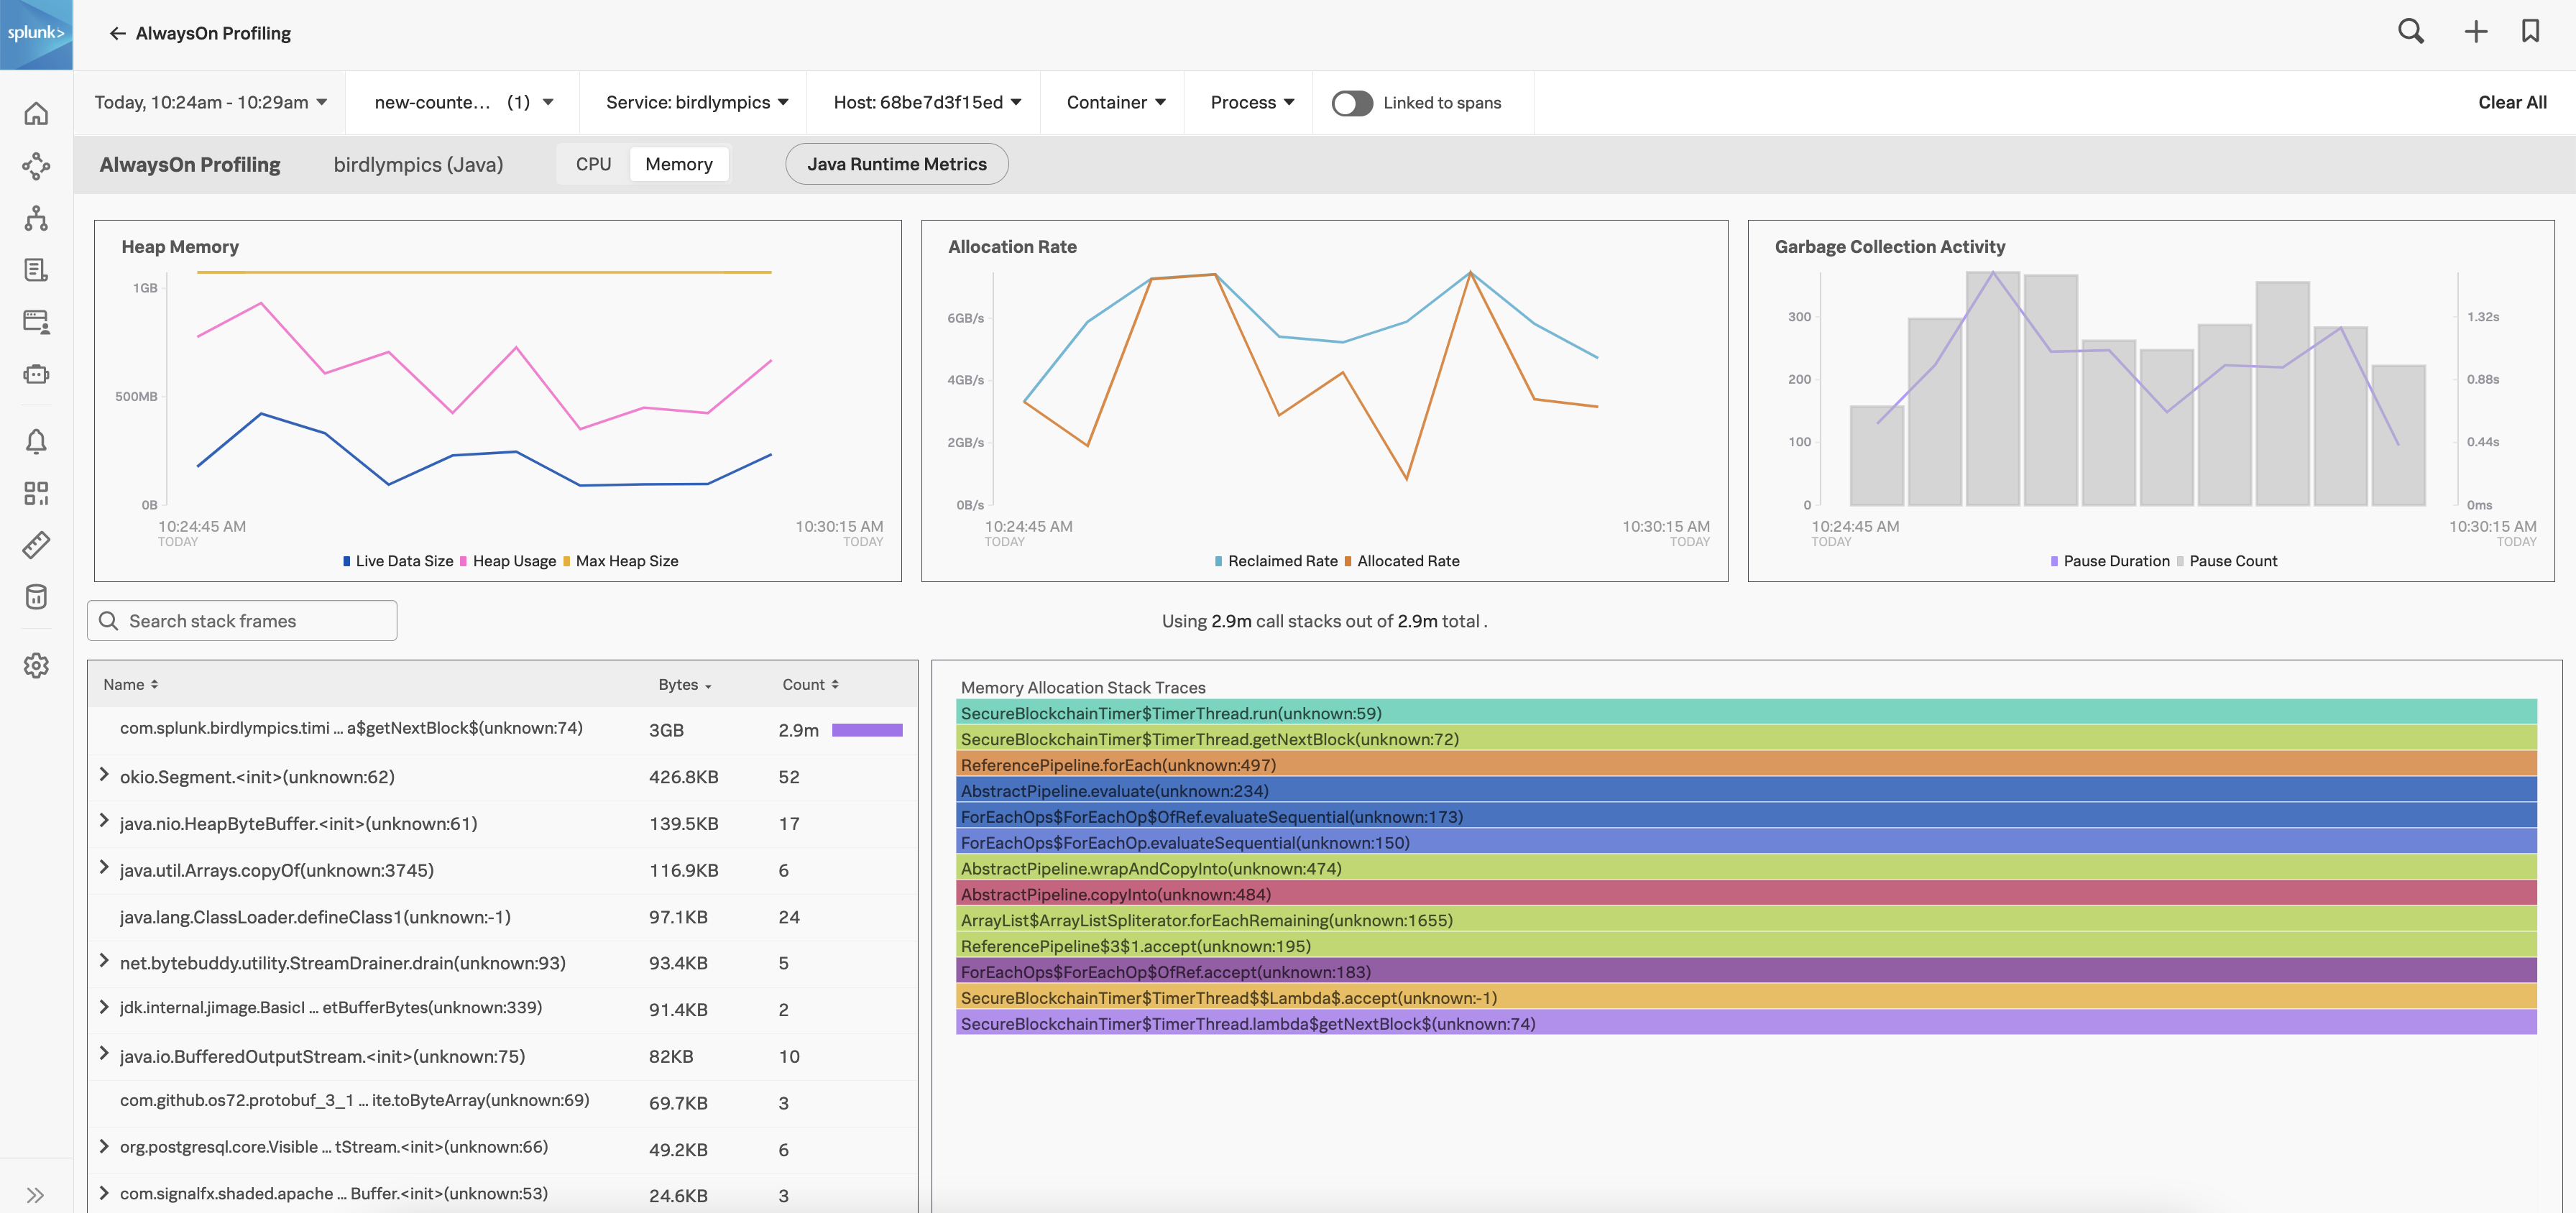 splunk>
AlwaysOn Profiling
Today, 10:24am - 10:29am
new-counte... (1)
Service: birdlympics
Host: 68be7d3f15ed
Container
Process
Linked to spans
Clear All
AlwaysOn Profiling
birdlympics (Java)
CPU
Memory
Java Runtime Metrics
Heap Memory
1GB
500MB
0B
10:24:45 AM
TODAY
10:30:15 AM
TODAY
Live Data Size Heap Usage Max Heap Size
Allocation Rate
6GB/s
4GB/s
2GB/s
0B/s
10:24:45 AM
TODAY
10:30:15 AM
TODAY
Reclaimed Rate Allocated Rate
Garbage Collection Activity
300
200
100
0
1.32s
0.88s
0.44s
0ms
10:24:45 AM
TODAY
10:30:15 AM
TODAY
Pause Duration Pause Count
Search stack frames
Using 2.9m call stacks out of 2.9m total .
Name Bytes Count
com.splunk.birdlympics.timi ... a$getNextBlock$(unknown:74) 3GB 2.9m
okio.Segment.<init>(unknown:62) 426.8KB 52
java.nio.HeapByteBuffer.<init>(unknown:61) 139.5KB 17
java.util.Arrays.copyOf(unknown:3745) 116.9KB 6
java.lang.ClassLoader.defineClass1(unknown:-1) 97.1KB 24
net.bytebuddy.utility.StreamDrainer.drain(unknown:93) 93.4KB 5
jdk.internal.jimage.BasicI ... etBufferBytes(unknown:339) 91.4KB 2
java.io.BufferedOutputStream.<init>(unknown:75) 82KB 10
com.github.os72.protobuf_3_1 ... ite.toByteArray(unknown:69) 69.7KB 3
org.postgresql.core.Visible ... tStream.<init>(unknown:66) 49.2KB 6
com.signalfx.shaded.apache ... Buffer.<init>(unknown:53) 24.6KB 3
Memory Allocation Stack Traces
SecureBlockchainTimer$TimerThread.run(unknown:59)
SecureBlockchainTimer$TimerThread.getNextBlock(unknown:72)
ReferencePipeline.forEach(unknown:497)
AbstractPipeline.evaluate(unknown:234)
ForEachOps$ForEachOp$OfRef.evaluateSequential(unknown:173)
ForEachOps$ForEachOp.evaluateSequential(unknown:150)
AbstractPipeline.wrapAndCopyInto(unknown:474)
AbstractPipeline.copyInto(unknown:484)
ArrayList$ArrayListSpliterator.forEachRemaining(unknown:1655)
ReferencePipeline$3$1.accept(unknown:195)
ForEachOps$ForEachOp$OfRef.accept(unknown:183)
SecureBlockchainTimer$TimerThread$$Lambda$.accept(unknown:-1)
SecureBlockchainTimer$TimerThread.lambda$getNextBlock$(unknown:74)